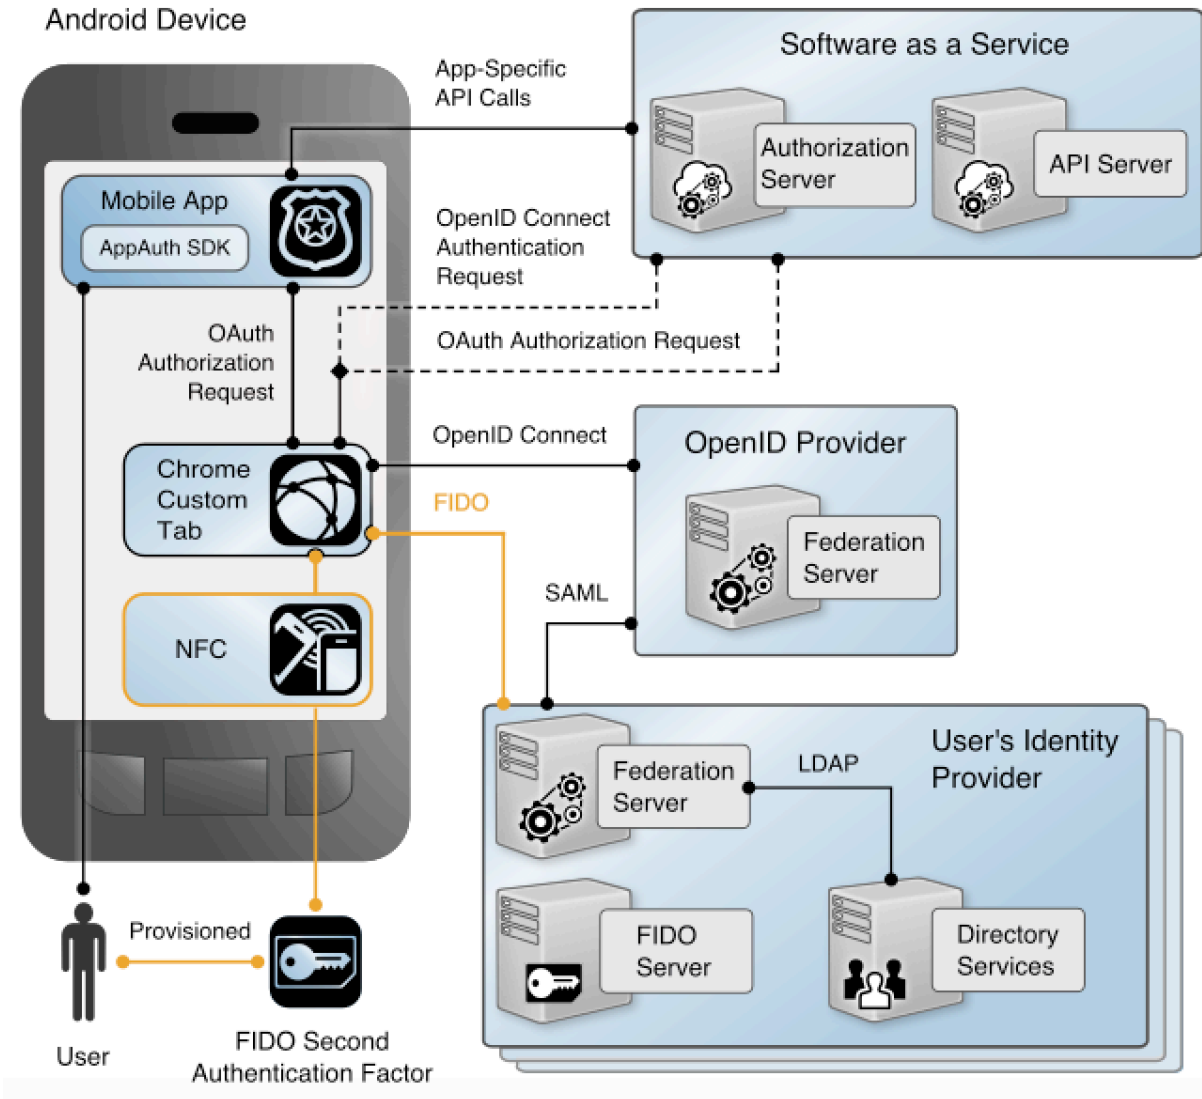 Android Device
Software as a Service
App-Specific
API Calls
Authorization
Server
API Server
Mobile App
AppAuth SDK
OpenID Connect
Authentication
Request
OAuth
Authorization
Request
OAuth Authorization Request
OpenID Connect
OpenID Provider
Chrome
Custom
Tab
FIDO
Federation
Server
SAML
NFC
User's Identity
Provider
Federation
Server
LDAP
FIDO
Server
Directory
Services
Provisioned
User
FIDO Second
Authentication Factor